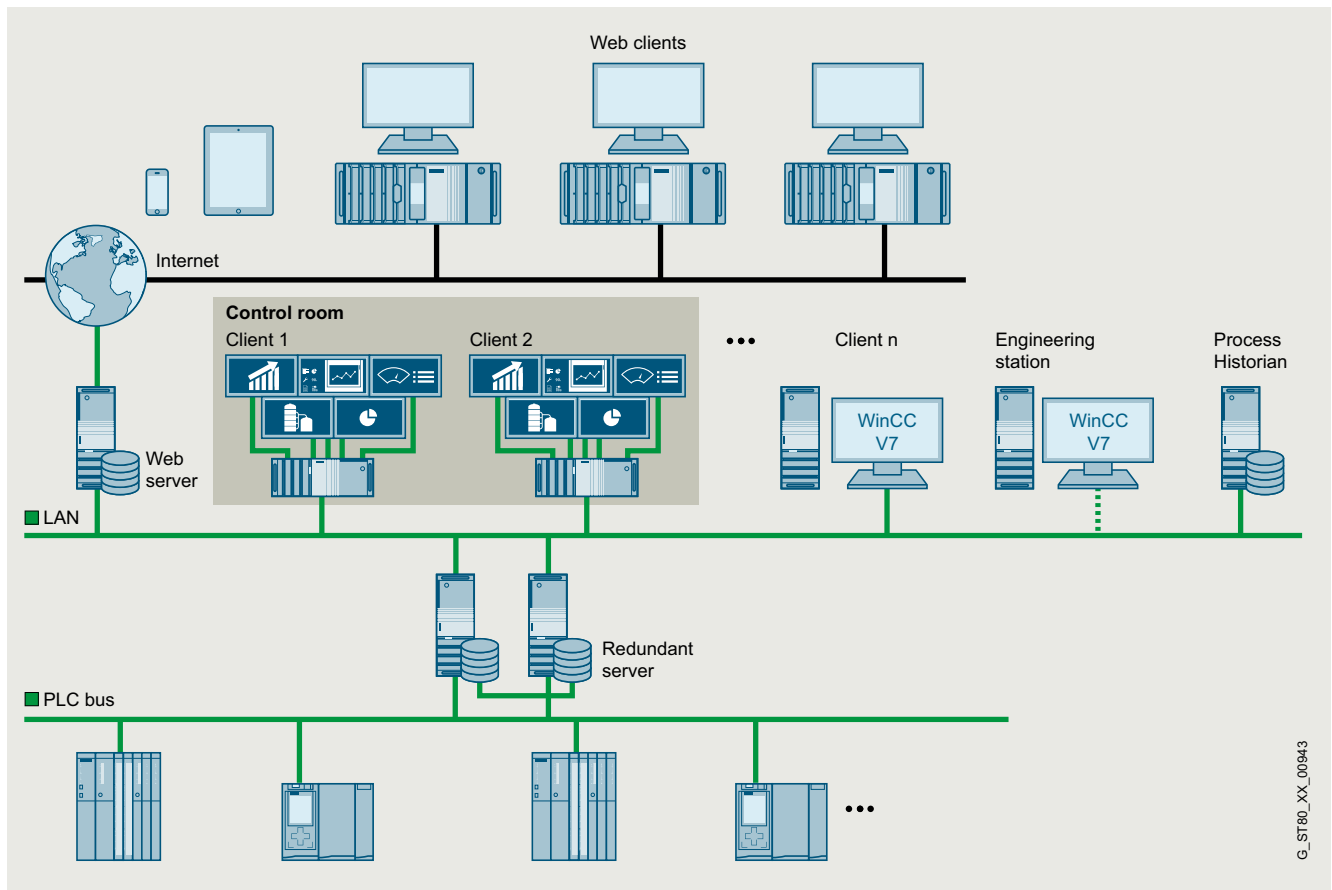 Web clients
Internet
Control room
Client 1
Client 2
•••
Client n
Engineering
station
Process
Historian
WinCC
V7
WinCC
V7
Web
server
LAN
Redundant
server
PLC bus
•••
G_ST80_XX_00943